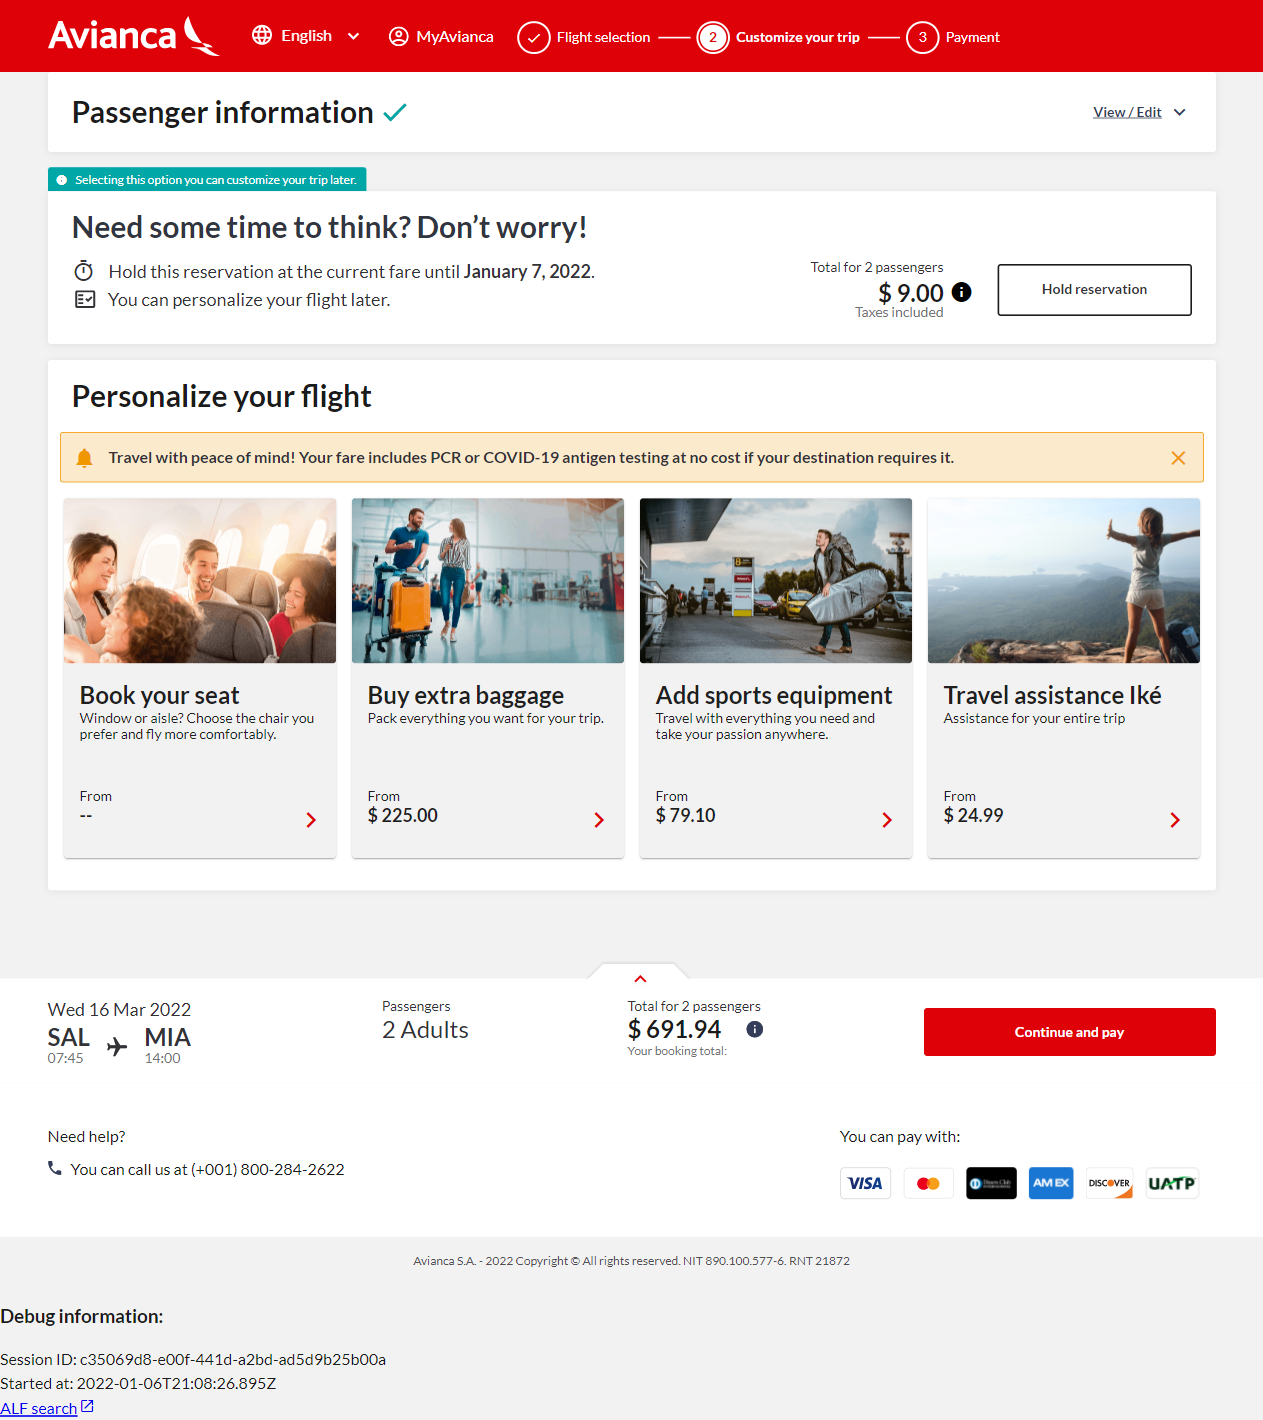 Avianca
English
MyAvianca
Flight selection
2
Customize your trip
3
Payment
Passenger information
View / Edit
Selecting this option you can customize your trip later.
Need some time to think? Don’t worry!
Hold this reservation at the current fare until January 7, 2022.
You can personalize your flight later.
Total for 2 passengers
$ 9.00
Taxes included
Hold reservation
Personalize your flight
Travel with peace of mind! Your fare includes PCR or COVID-19 antigen testing at no cost if your destination requires it.
Book your seat
Window or aisle? Choose the chair you
prefer and fly more comfortably.
From
--
Buy extra baggage
Pack everything you want for your trip.
From
$ 225.00
Add sports equipment
Travel with everything you need and
take your passion anywhere.
From
$ 79.10
Travel assistance Iké
Assistance for your entire trip
From
$ 24.99
Wed 16 Mar 2022
SAL
MIA
07:45
14:00
Passengers
2 Adults
Total for 2 passengers
$ 691.94
Your booking total:
Continue and pay
Need help?
You can call us at (+001) 800-284-2622
You can pay with:
VISA
Diners Club
AMEX
DISCOVER
UATP
Avianca S.A. - 2022 Copyright © All rights reserved. NIT 890.100.577-6. RNT 21872
Debug information:
Session ID: c35069d8-e00f-441d-a2bd-ad5d9b25b00a
Started at: 2022-01-06T21:08:26.895Z
ALF search